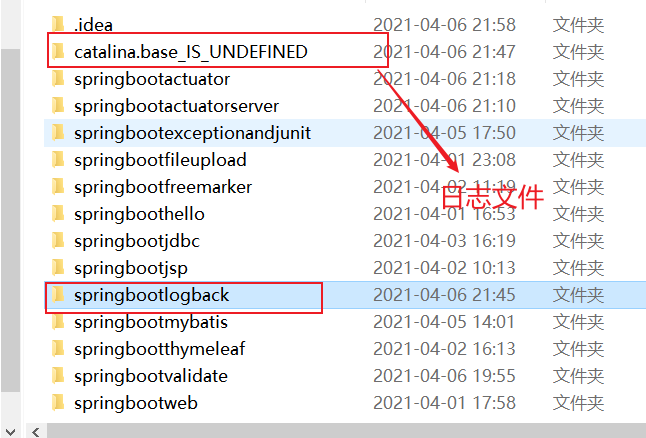 .idea 2021-04-06 21:58 文件夹
catalina.base_IS_UNDEFINED 2021-04-06 21:47 文件夹
springbootactuator 2021-04-06 21:18 文件夹
springbootactuatorserver 2021-04-06 21:10 文件夹
springbootexceptionandjunit 2021-04-05 17:50 文件夹
springbootfileupload 2021-04-01 23:08 文件夹
springbootfreemarker 2021-04-02 11:19 文件夹
日志文件
springboothello 2021-04-01 16:53 文件夹
springbootjdbc 2021-04-03 16:19 文件夹
springbootjsp 2021-04-02 10:13 文件夹
springbootlogback 2021-04-06 21:45 文件夹
springbootmybatis 2021-04-05 14:01 文件夹
springbootthymeleaf 2021-04-02 16:13 文件夹
springbootvalidate 2021-04-06 19:55 文件夹
springbootweb 2021-04-01 17:58 文件夹